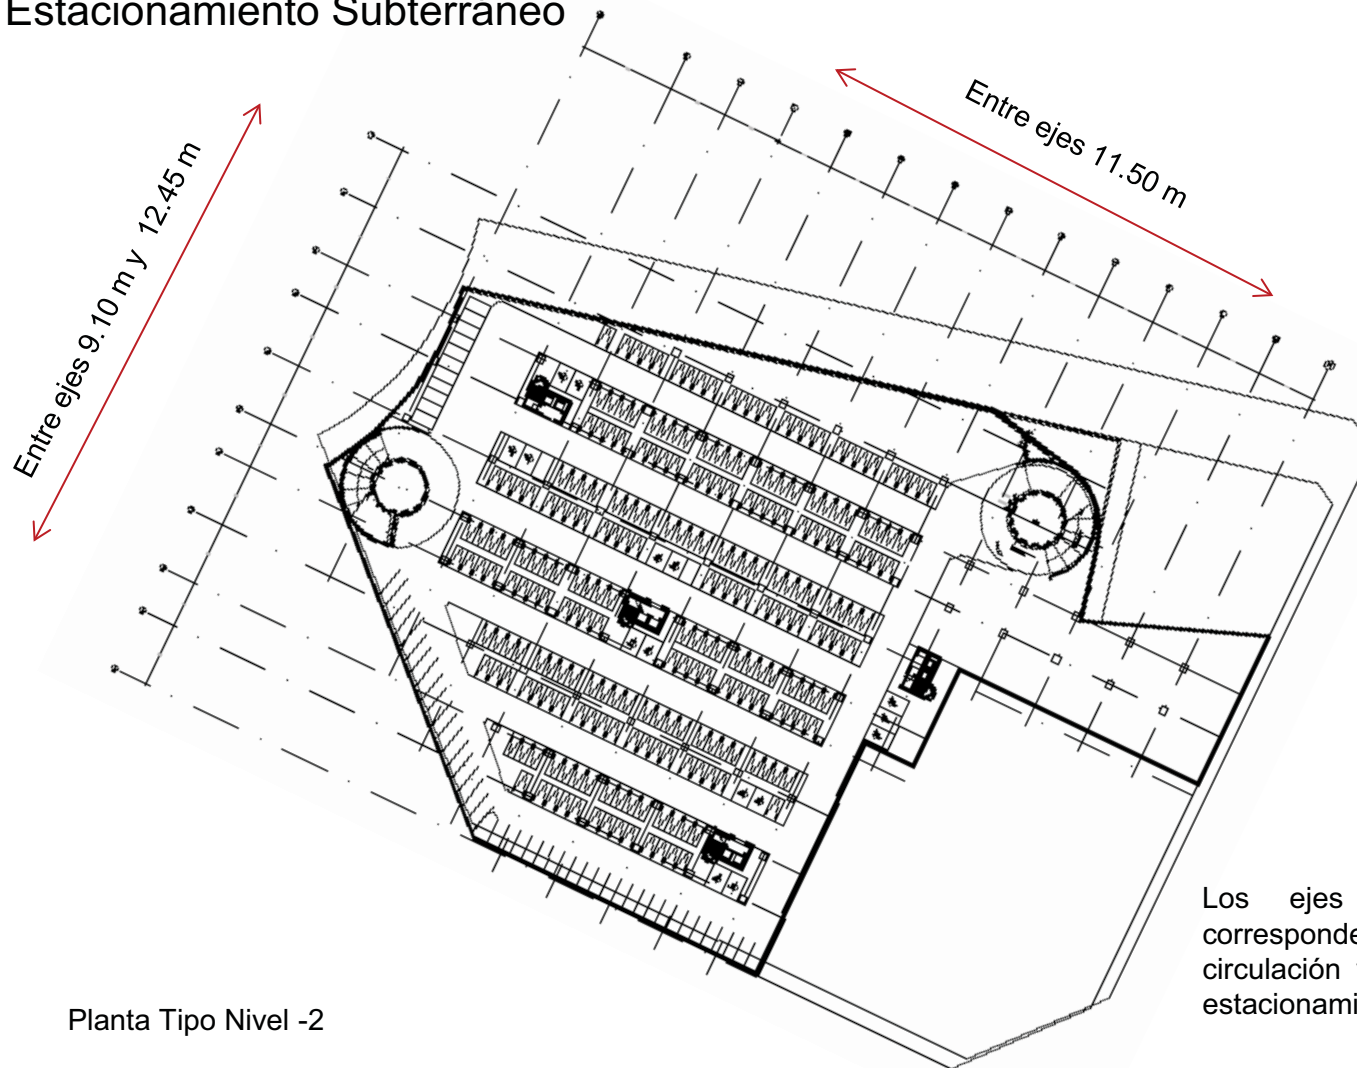 Estacionamiento Subterráneo
Entre ejes 11.50 m
Entre ejes 9.10 m y 12.45 m
Los ejes
corresponde
circulación
estacionami
Planta Tipo Nivel -2